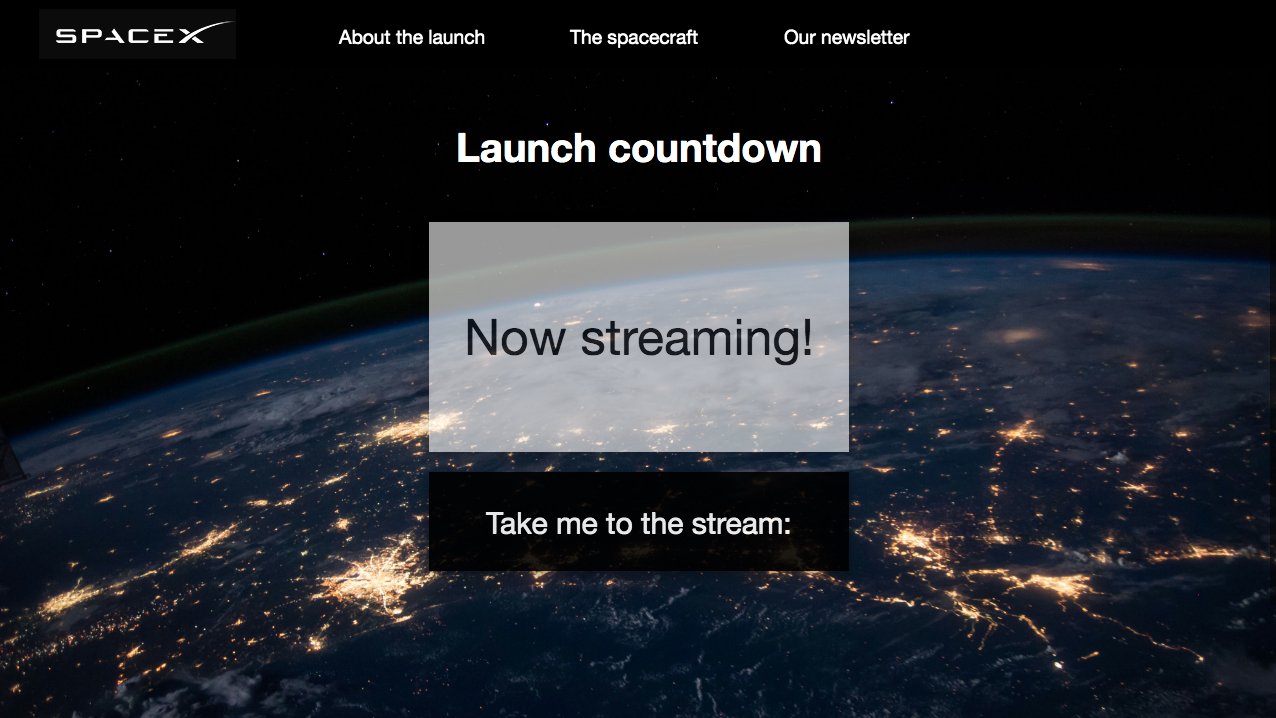 SPACEX
About the launch
The spacecraft
Our newsletter
Launch countdown
Now streaming!
Take me to the stream: